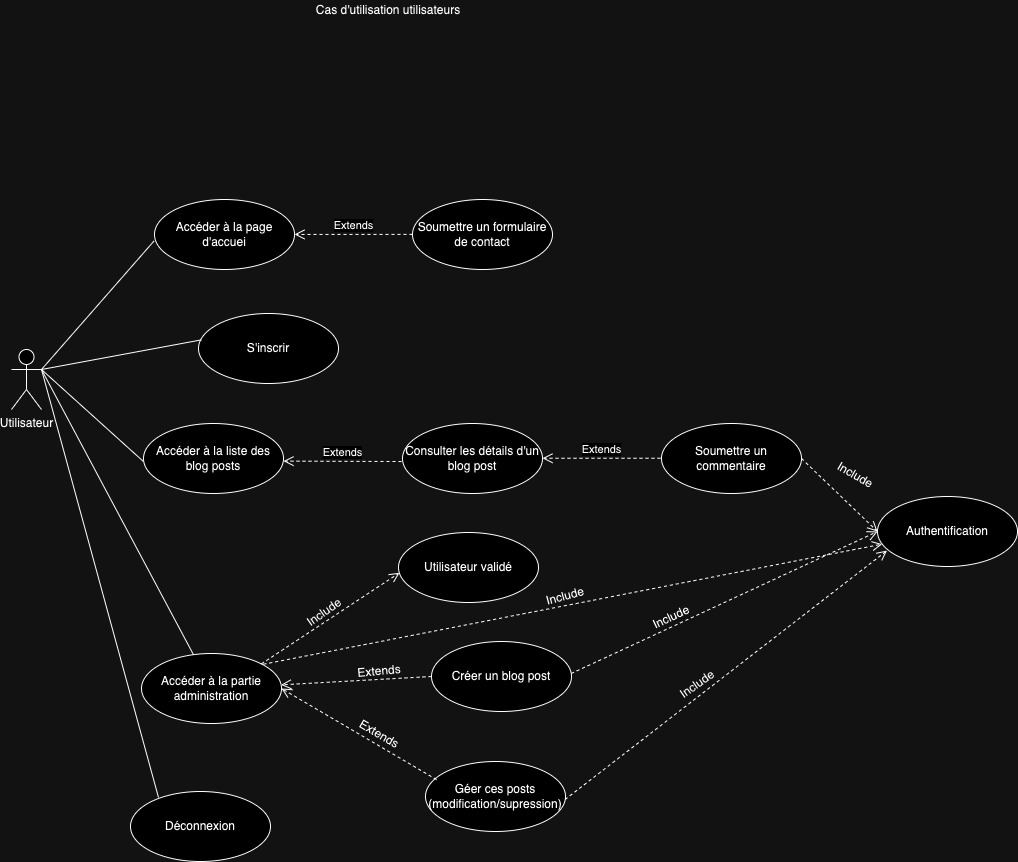 Cas d'utilisation utilisateurs
Accéder à la page
d'accuei
Extends
Soumettre un formulaire
de contact
S'inscrir
Utilisateur
Accéder à la liste des
blog posts
Extends
Consulter les détails d'un
blog post
Extends
Soumettre un
commentaire
Include
Authentification
Utilisateur validé
Include
Include
Include
Accéder à la partie
administration
Extends
Créer un blog post
Include
Extends
Géer ces posts
(modification/supression)
Déconnexion